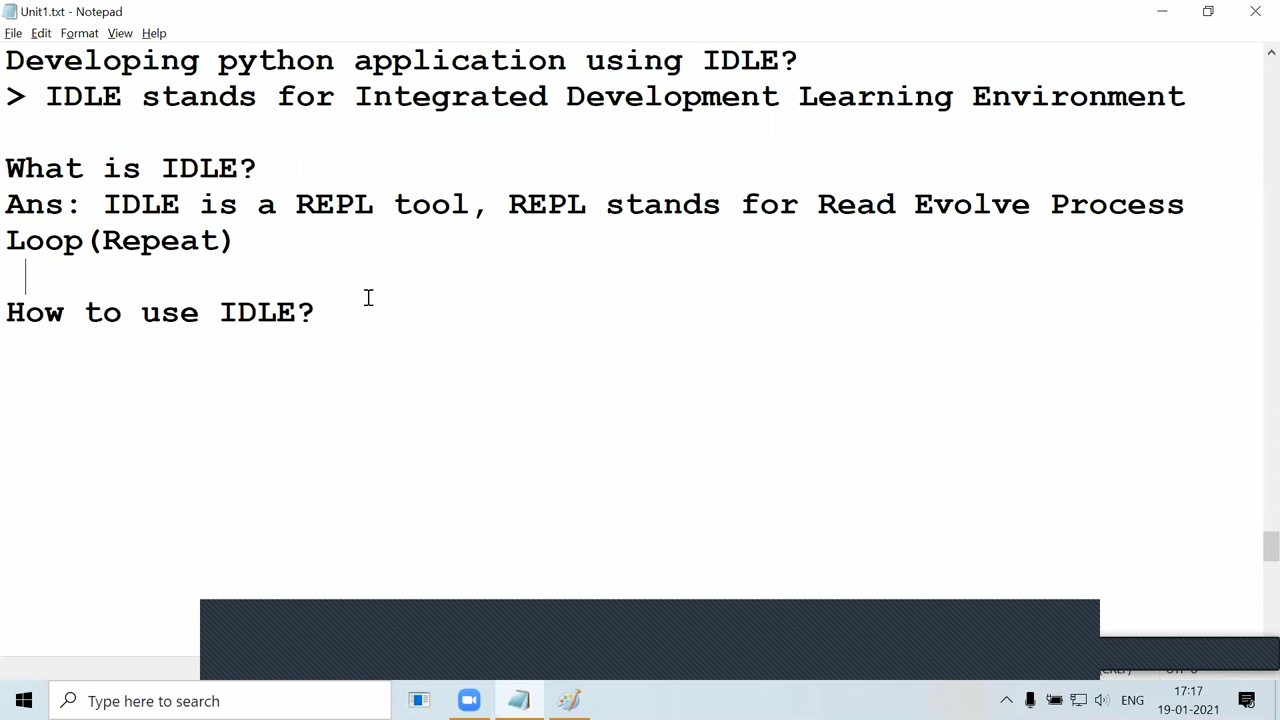 Unit1.txt - Notepad
File Edit Format View Help
Developing python application using IDLE?
> IDLE stands for Integrated Development Learning Environment
What is IDLE?
Ans: IDLE is a REPL tool, REPL stands for Read Evolve Process
Loop(Repeat)
How to use IDLE?
Type here to search
ENG
17:17
19-01-2021